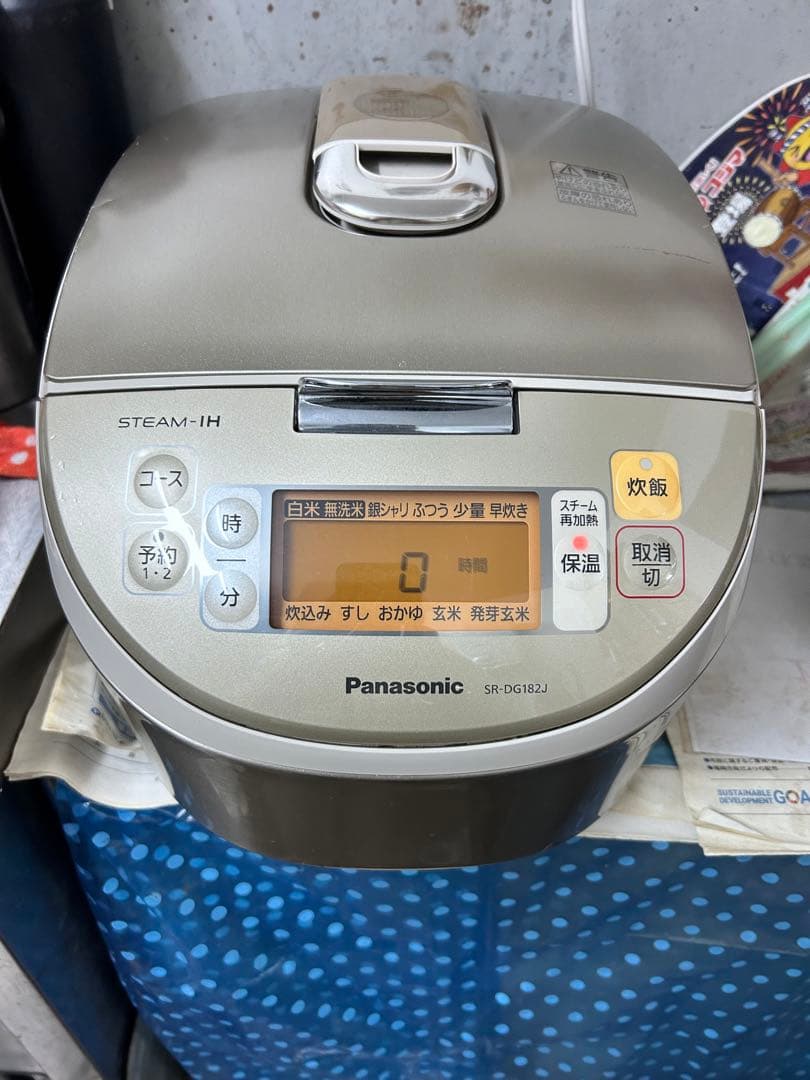 警告
STEAM-IH
コース
予約
1・2
時
分
白米 無洗米 銀シャリ ふつう 少量 早炊き
0 時間
炊込み すし おかゆ 玄米 発芽玄米
スチーム
再加熱
保温
炊飯
取消
切
Panasonic SR-DG182J
SUSTAINABLE
DEVELOPMENT GOA